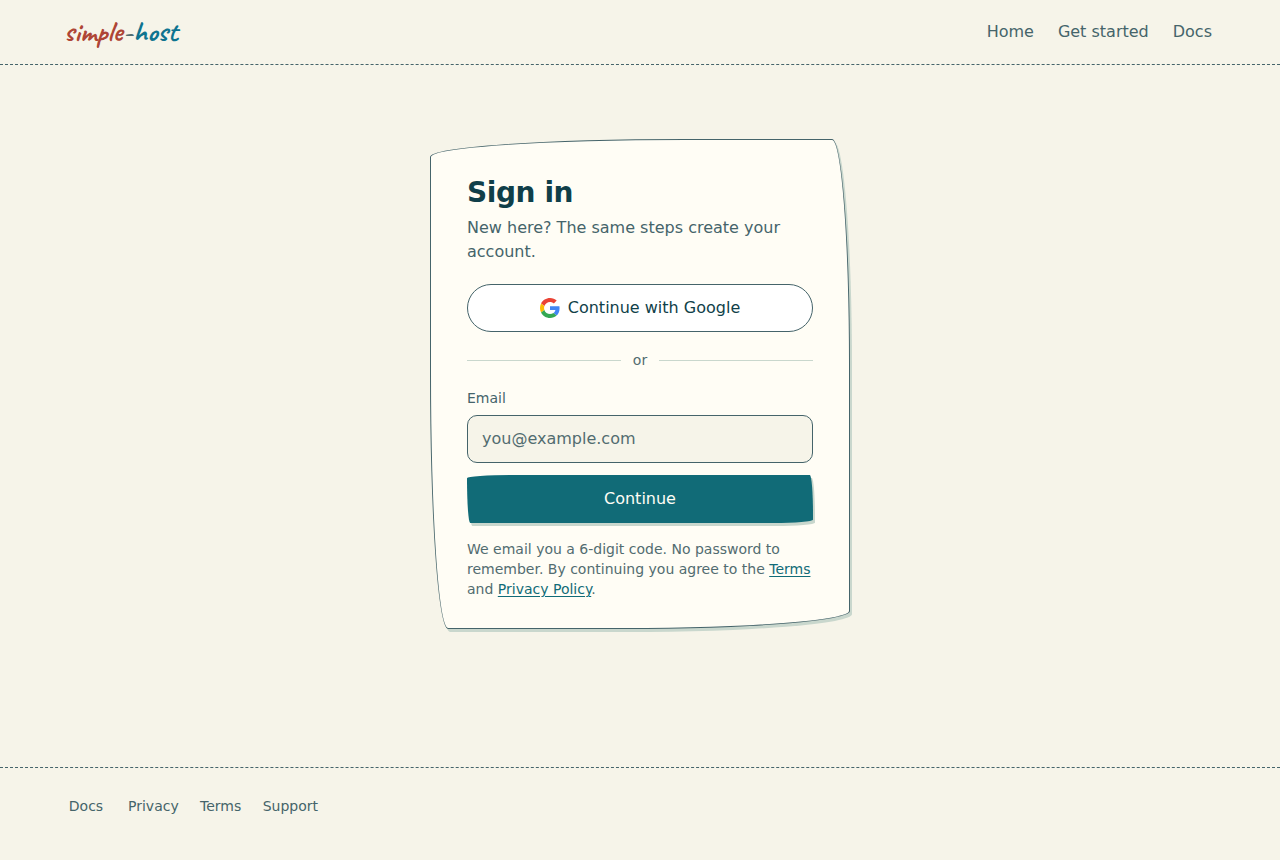 simple-host
Home Get started Docs
Sign in
New here? The same steps create your
account.
Continue with Google
or
Email
you@example.com
Continue
We email you a 6-digit code. No password to
remember. By continuing you agree to the Terms
and Privacy Policy.
Docs Privacy Terms Support